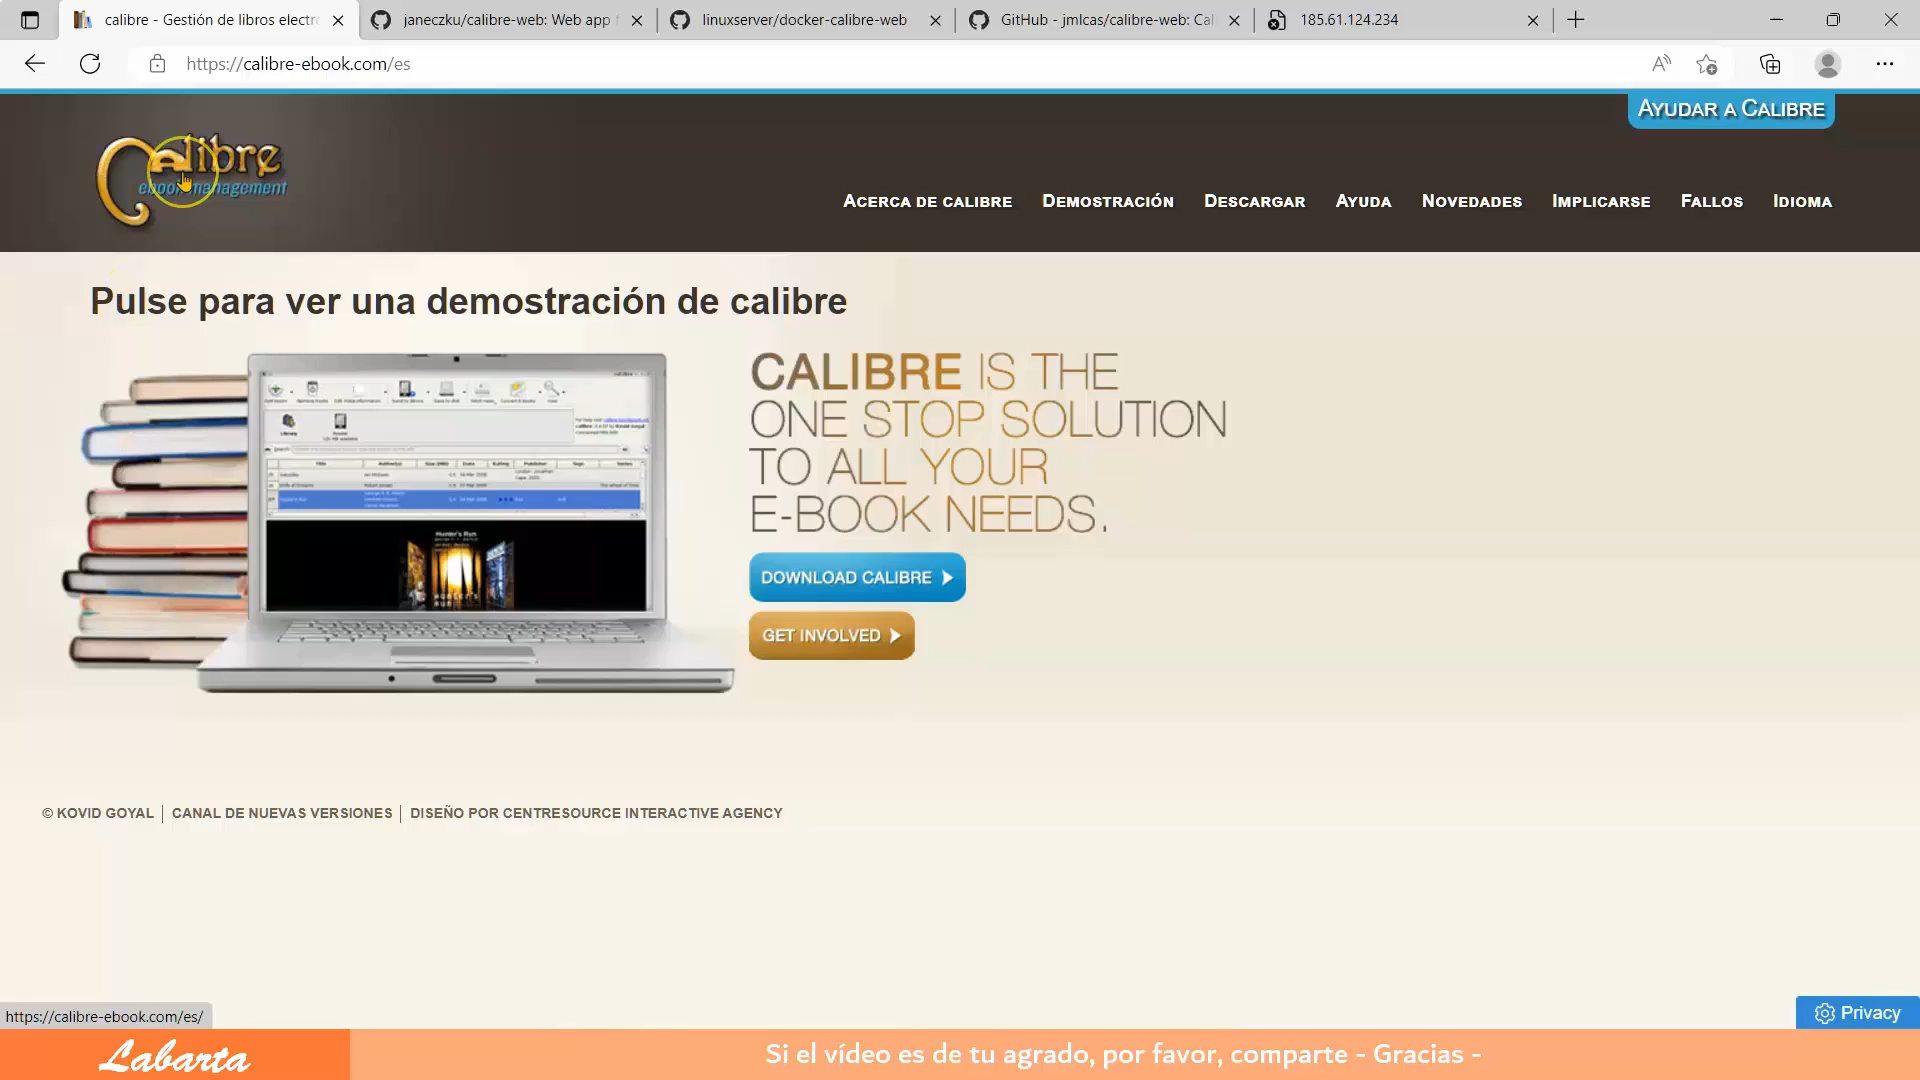 calibre - Gestión de libros electr
janeczku/calibre-web: Web app
linuxserver/docker-calibre-web
GitHub - jmlcas/calibre-web: Cal
185.61.124.234
https://calibre-ebook.com/es
AYUDAR A CALIBRE
Calibre
ebook management
ACERCA DE CALIBRE
DEMOSTRACIÓN
DESCARGAR
AYUDA
NOVEDADES
IMPLICARSE
FALLOS
IDIOMA
Pulse para ver una demostración de calibre
CALIBRE IS THE
ONE STOP SOLUTION
TO ALL YOUR
E-BOOK NEEDS.
DOWNLOAD CALIBRE
GET INVOLVED
© KOVID GOYAL
CANAL DE NUEVAS VERSIONES
DISEÑO POR CENTRESOURCE INTERACTIVE AGENCY
https://calibre-ebook.com/es/
Privacy
Labarta
Si el vídeo es de tu agrado, por favor, comparte - Gracias -